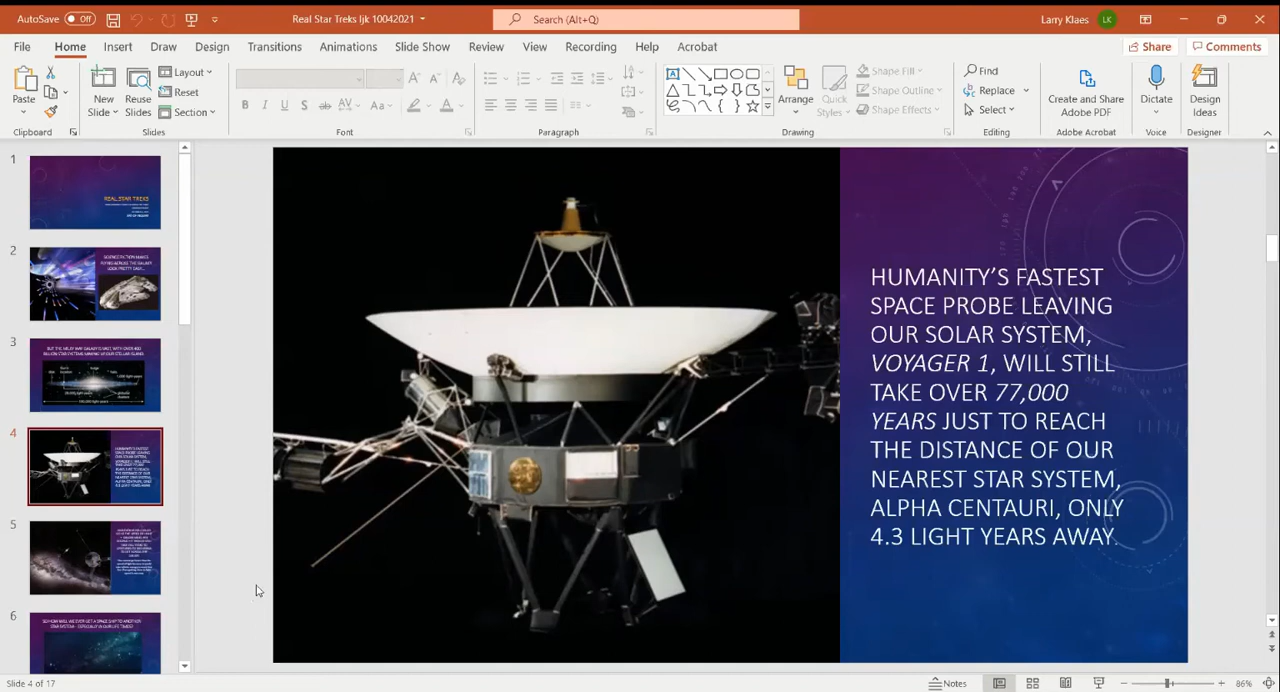 AutoSave Off
Real Star Treks ljk 10042021
Search (Alt+Q)
Larry Klaes LK
File Home Insert Draw Design Transitions Animations Slide Show Review View Recording Help Acrobat
Share Comments
Paste
New Slide
Reuse Slides
Layout
Reset
Section
Arrange
Quick Styles
Shape Fill
Shape Outline
Shape Effects
Find
Replace
Select
Create and Share Adobe PDF
Dictate
Design Ideas
Clipboard Slides Font Paragraph Drawing Editing Adobe Acrobat Voice Designer
1
REAL STAR TREKS
2
3
4
5
6
HUMANITY’S FASTEST
SPACE PROBE LEAVING
OUR SOLAR SYSTEM,
VOYAGER 1, WILL STILL
TAKE OVER 77,000
YEARS JUST TO REACH
THE DISTANCE OF OUR
NEAREST STAR SYSTEM,
ALPHA CENTAURI, ONLY
4.3 LIGHT YEARS AWAY.
Slide 4 of 17
Notes
86%